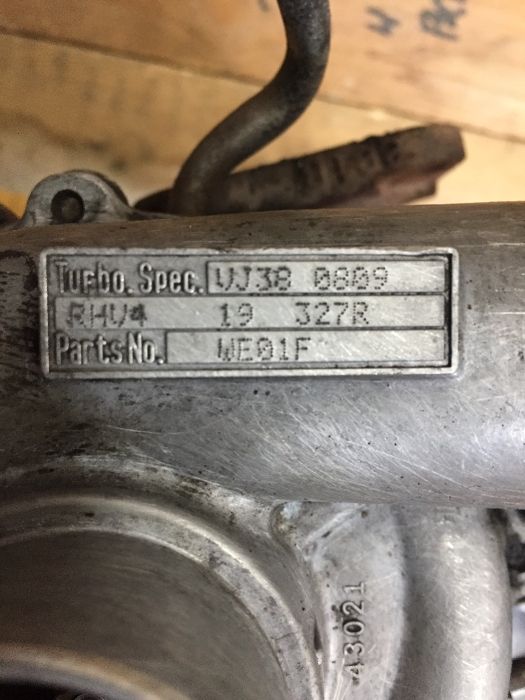 Turbo. Spec. VJ38 0809
RHV4 19 327R
Parts No. WE01F
43021